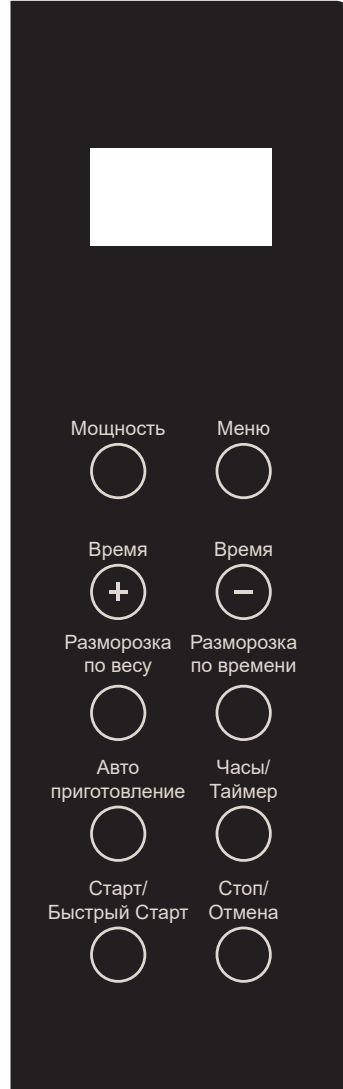 Мощность Меню
Время Время
+ −
Разморозка Разморозка
по весу по времени
Авто Часы/
приготовление Таймер
Старт/ Стоп/
Быстрый Старт Отмена